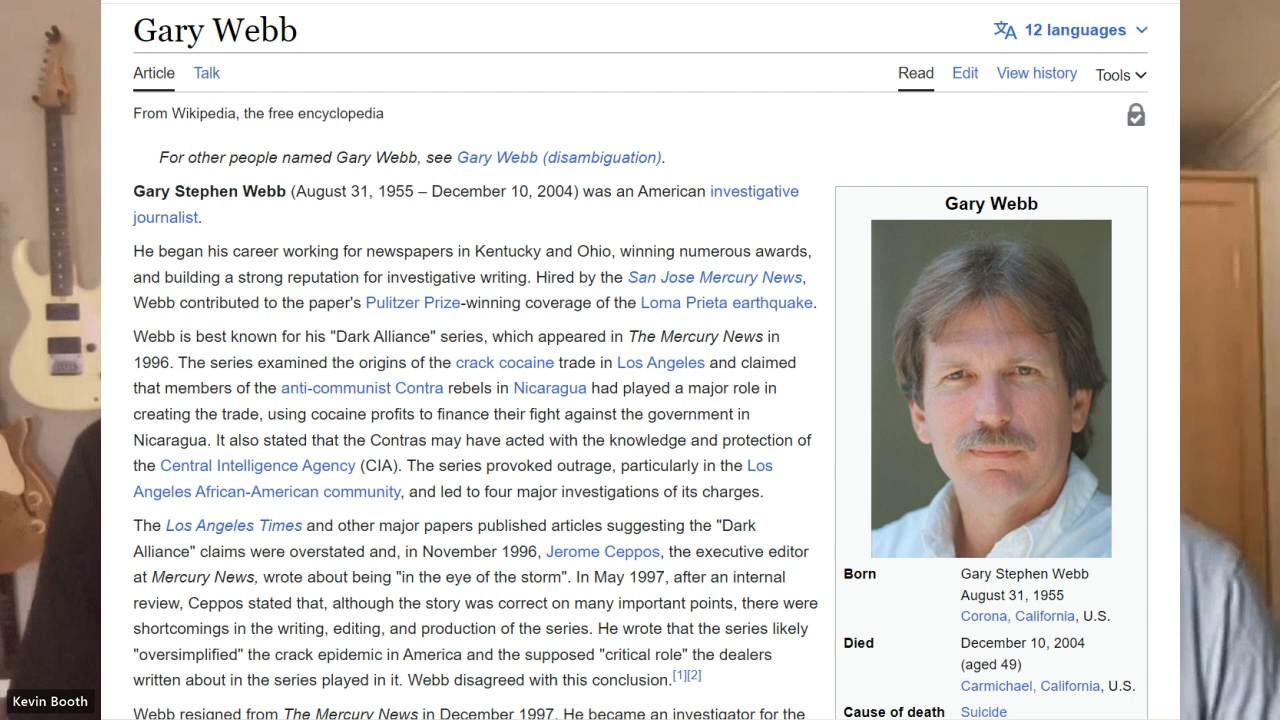 Gary Webb
12 languages
Article Talk
Read Edit View history Tools
From Wikipedia, the free encyclopedia
For other people named Gary Webb, see Gary Webb (disambiguation).
Gary Stephen Webb (August 31, 1955 – December 10, 2004) was an American investigative
journalist.
He began his career working for newspapers in Kentucky and Ohio, winning numerous awards,
and building a strong reputation for investigative writing. Hired by the San Jose Mercury News,
Webb contributed to the paper's Pulitzer Prize-winning coverage of the Loma Prieta earthquake.
Webb is best known for his "Dark Alliance" series, which appeared in The Mercury News in
1996. The series examined the origins of the crack cocaine trade in Los Angeles and claimed
that members of the anti-communist Contra rebels in Nicaragua had played a major role in
creating the trade, using cocaine profits to finance their fight against the government in
Nicaragua. It also stated that the Contras may have acted with the knowledge and protection of
the Central Intelligence Agency (CIA). The series provoked outrage, particularly in the Los
Angeles African-American community, and led to four major investigations of its charges.
The Los Angeles Times and other major papers published articles suggesting the "Dark
Alliance" claims were overstated and, in November 1996, Jerome Ceppos, the executive editor
at Mercury News, wrote about being "in the eye of the storm". In May 1997, after an internal
review, Ceppos stated that, although the story was correct on many important points, there were
shortcomings in the writing, editing, and production of the series. He wrote that the series likely
"oversimplified" the crack epidemic in America and the supposed "critical role" the dealers
written about in the series played in it. Webb disagreed with this conclusion.[1][2]
Webb resigned from The Mercury News in December 1997. He became an investigator for the
Gary Webb
Born Gary Stephen Webb
August 31, 1955
Corona, California, U.S.
Died December 10, 2004
(aged 49)
Carmichael, California, U.S.
Cause of death Suicide
Kevin Booth